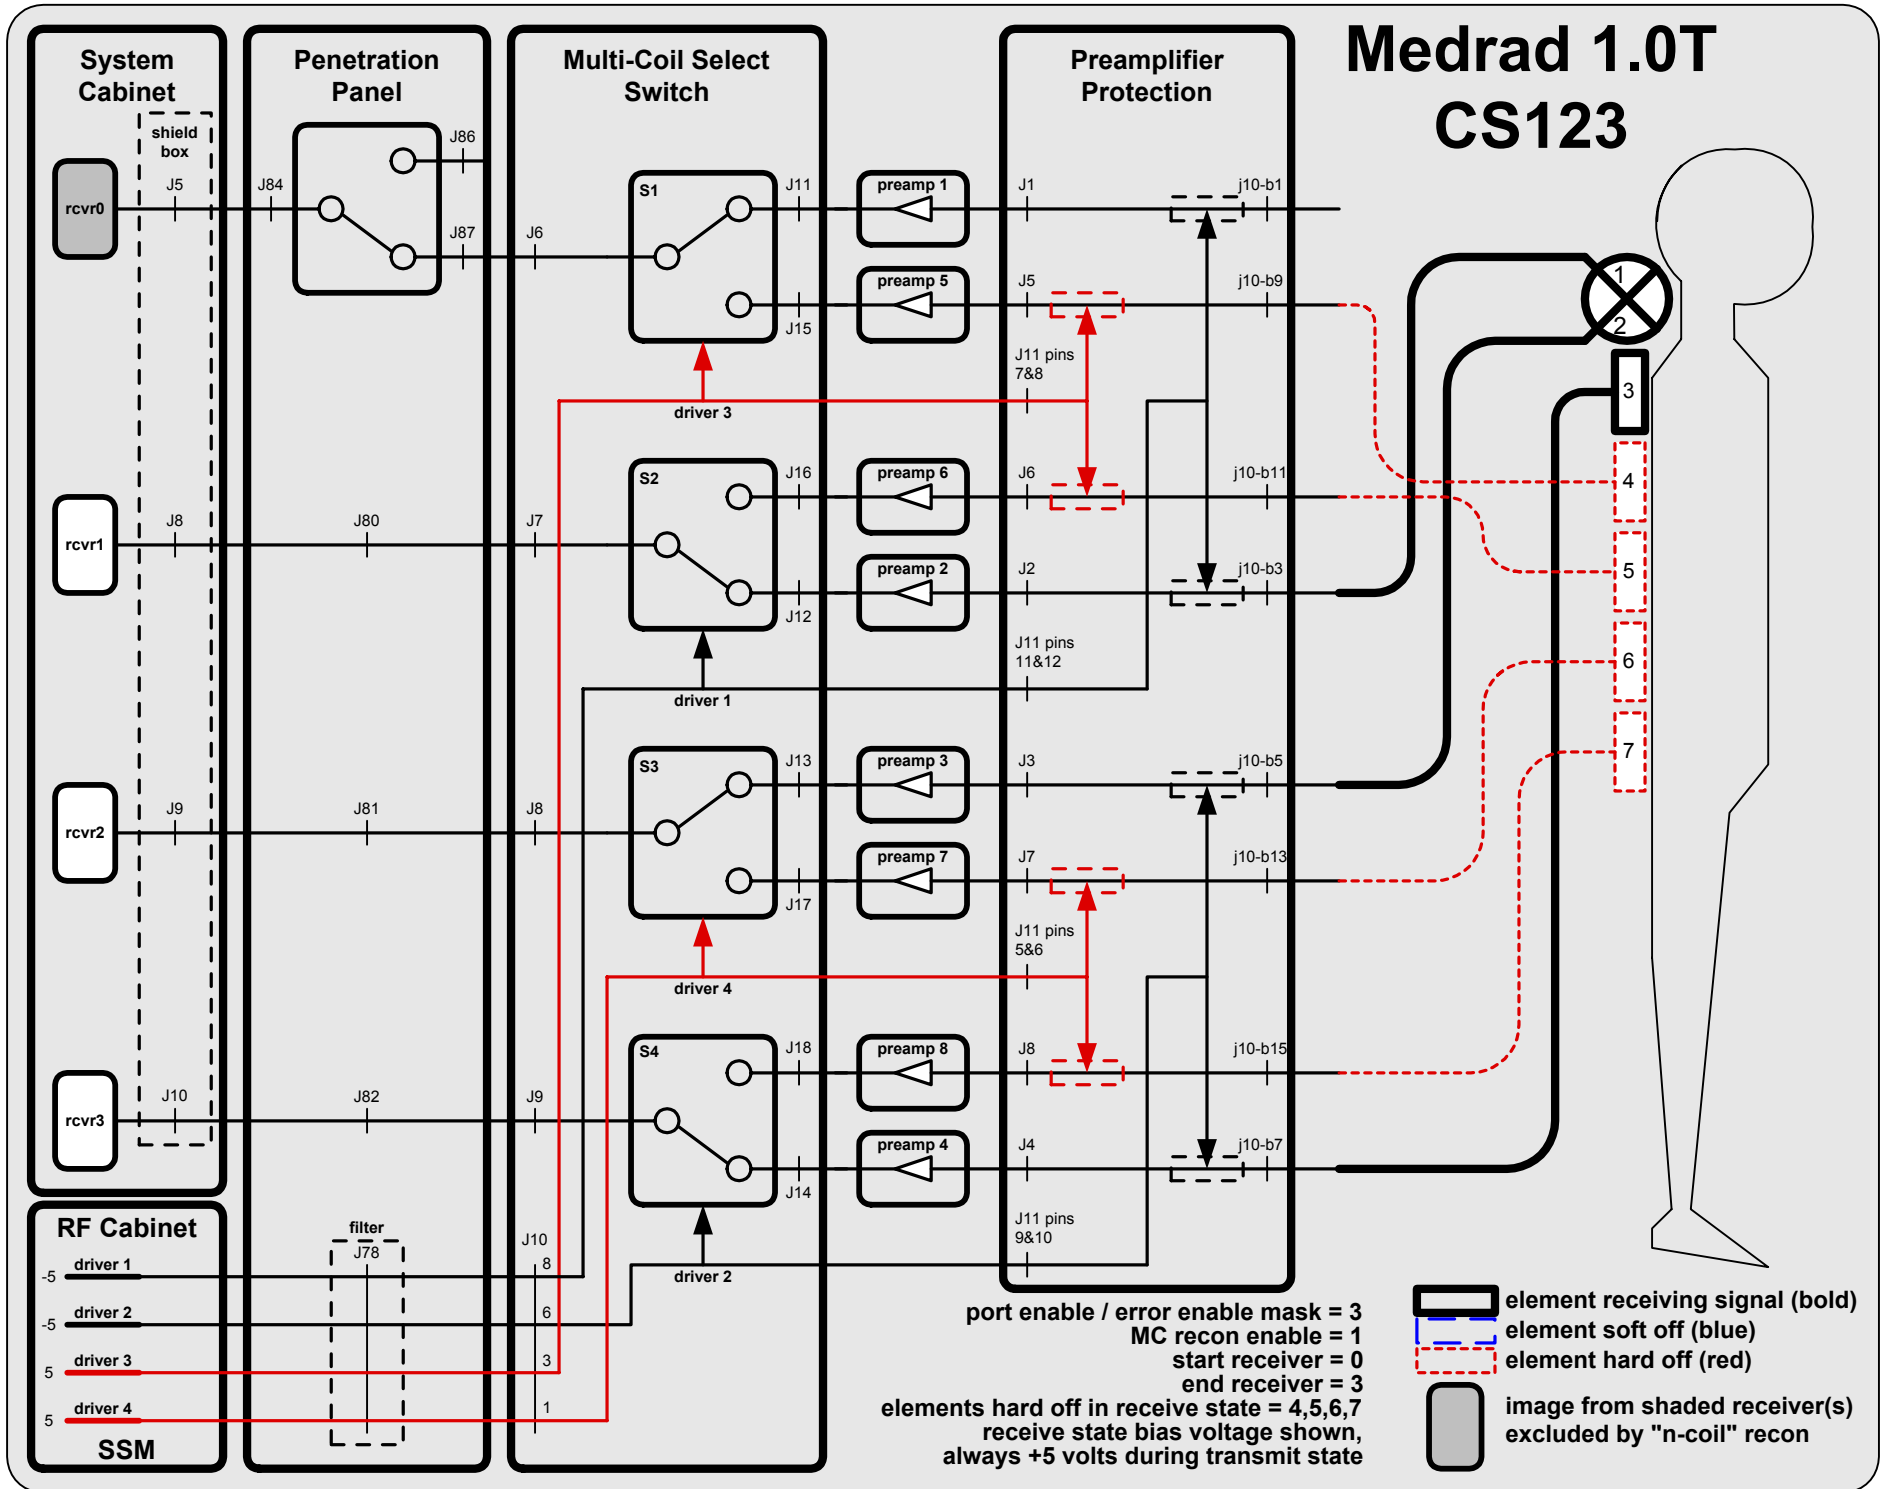 Medrad 1.0T
CS123
System
Cabinet
Penetration
Panel
Multi-Coil Select
Switch
Preamplifier
Protection
shield
box
J86
rcvr0
J5
J84
J87
J6
S1
J11
preamp 1
J1
j10-b1
preamp 5
J15
J5
j10-b9
1
2
J11 pins
7&8
driver 3
3
rcvr1
J8
J80
J7
S2
J16
preamp 6
J6
j10-b11
4
preamp 2
J12
J2
j10-b3
5
J11 pins
11&12
driver 1
6
rcvr2
J9
J81
J8
S3
J13
preamp 3
J3
j10-b5
7
preamp 7
J17
J7
j10-b13
J11 pins
5&6
driver 4
rcvr3
J10
J82
J9
S4
J18
preamp 8
J8
j10-b15
preamp 4
J14
J4
j10-b7
J11 pins
9&10
driver 2
RF Cabinet
filter
J78
J10
-5 driver 1
8
-5 driver 2
6
5 driver 3
3
5 driver 4
1
SSM
port enable / error enable mask = 3
MC recon enable = 1
start receiver = 0
end receiver = 3
elements hard off in receive state = 4,5,6,7
receive state bias voltage shown,
always +5 volts during transmit state
element receiving signal (bold)
element soft off (blue)
element hard off (red)
image from shaded receiver(s)
excluded by "n-coil" recon